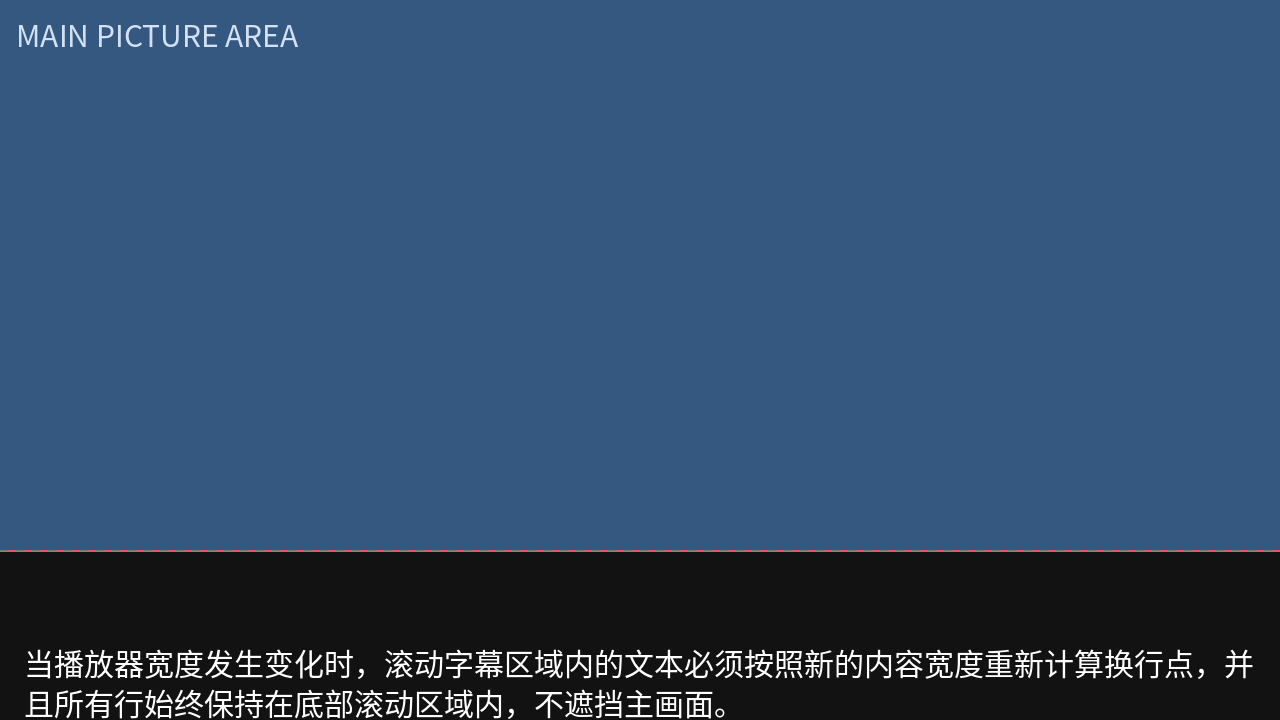 MAIN PICTURE AREA
当播放器宽度发生变化时，滚动字幕区域内的文本必须按照新的内容宽度重新计算换行点，并
且所有行始终保持在底部滚动区域内，不遮挡主画面。